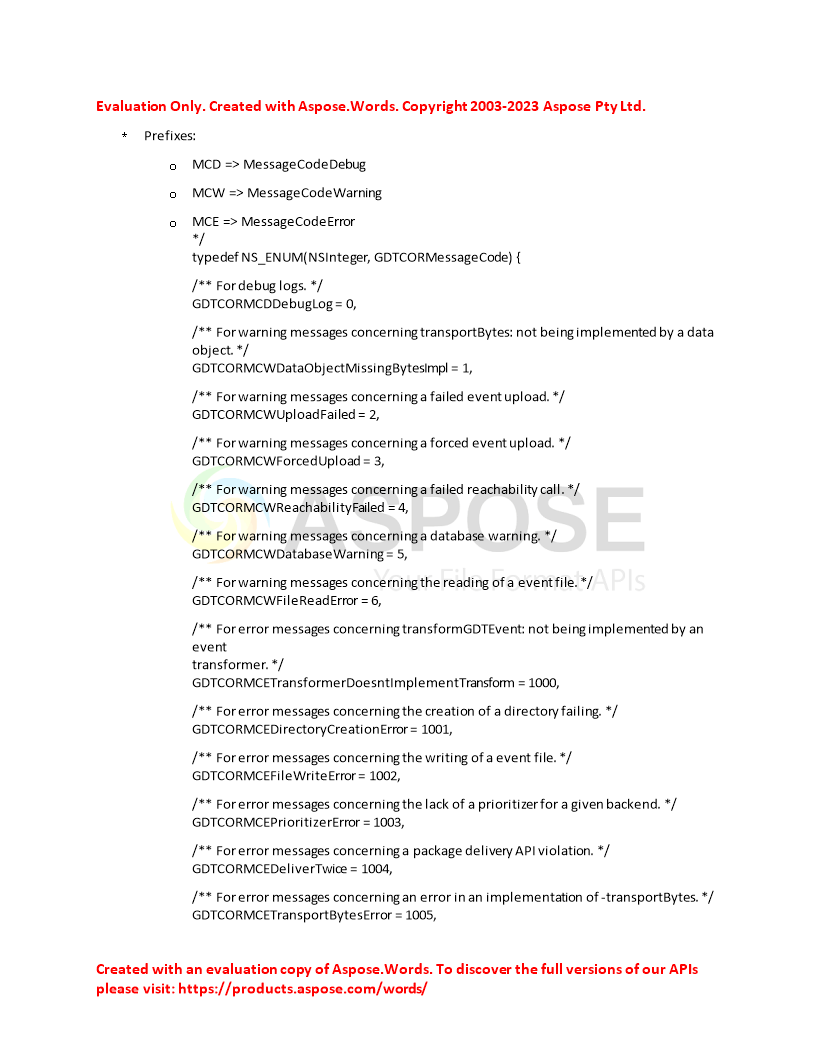 Evaluation Only. Created with Aspose.Words. Copyright 2003-2023 Aspose Pty Ltd.
* Prefixes:
o MCD => MessageCodeDebug
o MCW => MessageCodeWarning
o MCE => MessageCodeError
*/
typedef NS_ENUM(NSInteger, GDTCORMessageCode) {
/** For debug logs. */
GDTCORMCDDebugLog = 0,
/** For warning messages concerning transportBytes: not being implemented by a data
object. */
GDTCORMCWDataObjectMissingBytesImpl = 1,
/** For warning messages concerning a failed event upload. */
GDTCORMCWUploadFailed = 2,
/** For warning messages concerning a forced event upload. */
GDTCORMCWForcedUpload = 3,
/** For warning messages concerning a failed reachability call. */
GDTCORMCWReachabilityFailed = 4,
ASPOSE
/** For warning messages concerning a database warning. */
GDTCORMCWDatabaseWarning = 5,
Your File Format APIs
/** For warning messages concerning the reading of a event file. */
GDTCORMCWFileReadError = 6,
/** For error messages concerning transformGDTEvent: not being implemented by an
event
transformer. */
GDTCORMCETransformerDoesntImplementTransform = 1000,
/** For error messages concerning the creation of a directory failing. */
GDTCORMCEDirectoryCreationError = 1001,
/** For error messages concerning the writing of a event file. */
GDTCORMCEFileWriteError = 1002,
/** For error messages concerning the lack of a prioritizer for a given backend. */
GDTCORMCEPrioritizerError = 1003,
/** For error messages concerning a package delivery API violation. */
GDTCORMCEDeliverTwice = 1004,
/** For error messages concerning an error in an implementation of -transportBytes. */
GDTCORMCETransportBytesError = 1005,
Created with an evaluation copy of Aspose.Words. To discover the full versions of our APIs
please visit: https://products.aspose.com/words/